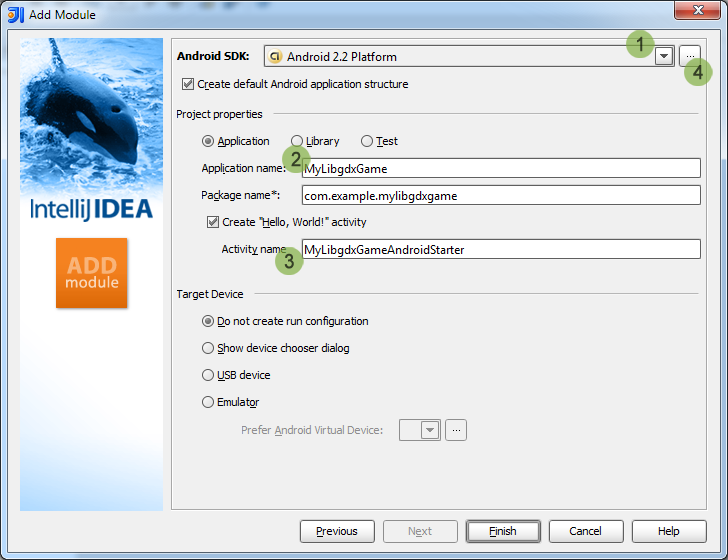 Add Module
Android SDK: Android 2.2 Platform 1 ... 4
Create default Android application structure
Project properties
Application Library Test
2
Application name: MyLibgdxGame
Package name*: com.example.mylibgdxgame
IntelliJ IDEA
Create "Hello, World!" activity
Activity name: MyLibgdxGameAndroidStarter
3
ADD
module
Target Device
Do not create run configuration
Show device chooser dialog
USB device
Emulator
Prefer Android Virtual Device: ...
Previous Next Finish Cancel Help